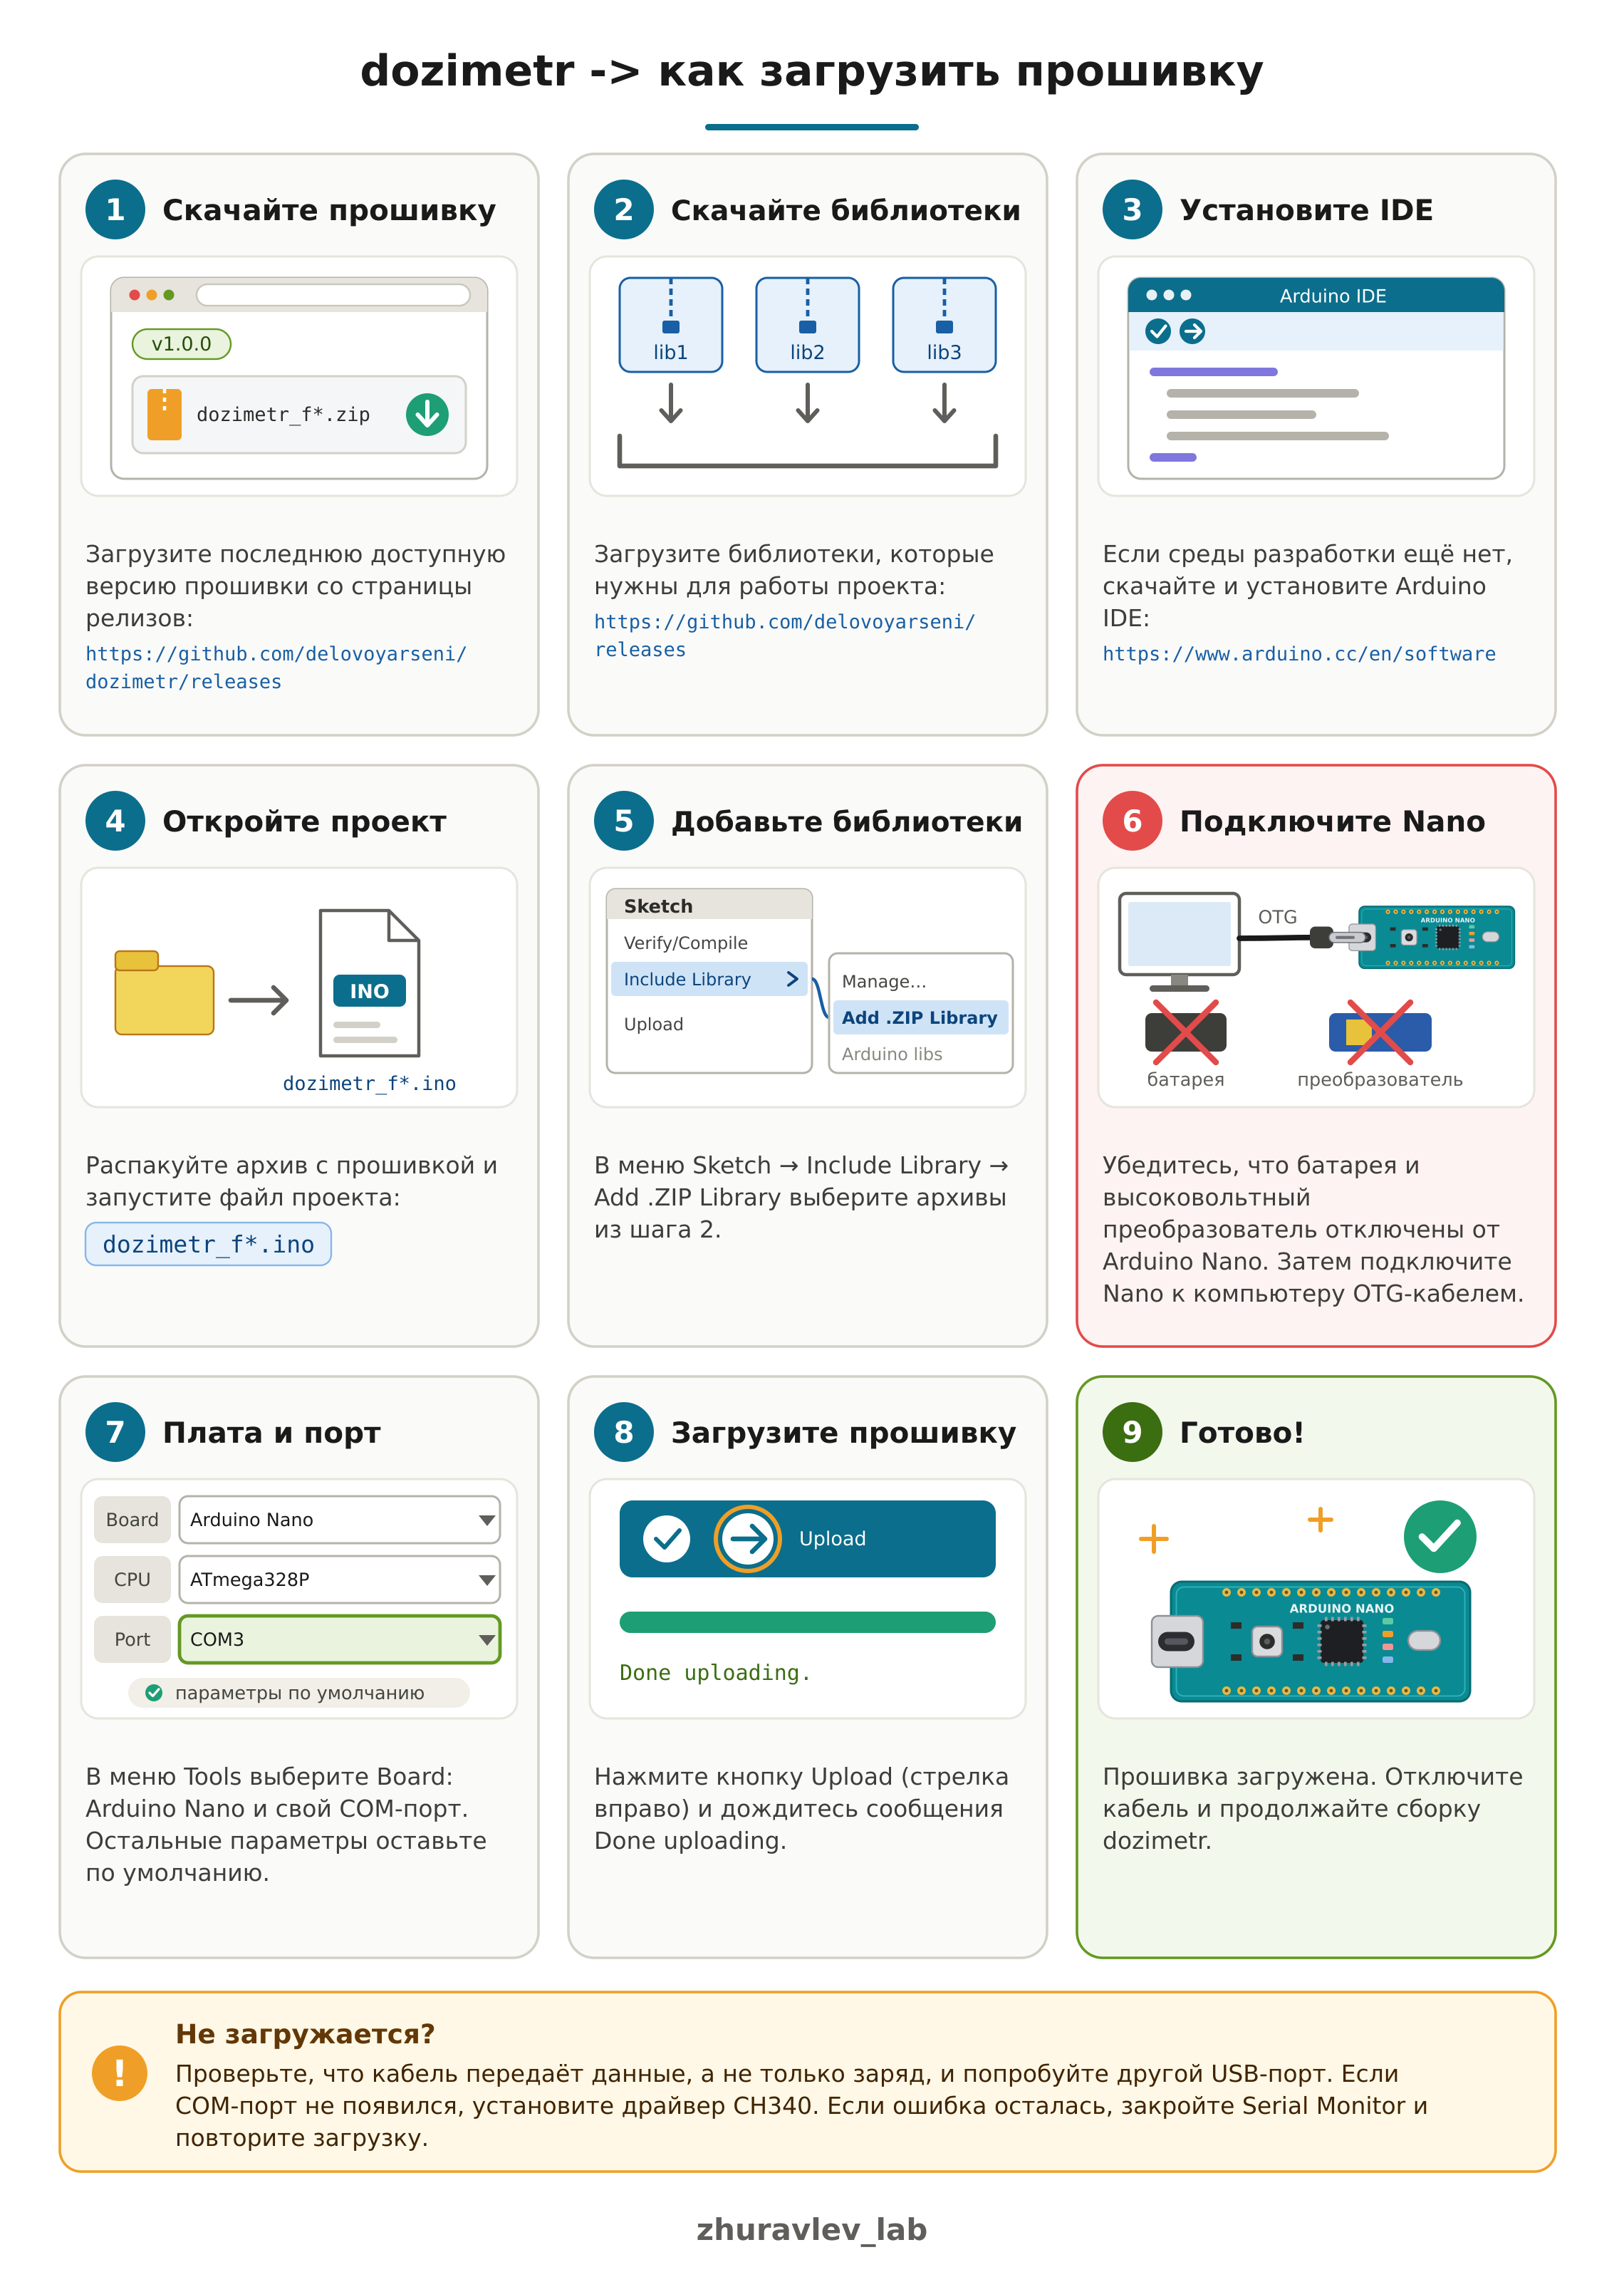 dozimetr -> как загрузить прошивку
1 Скачайте прошивку
v1.0.0
dozimetr_f*.zip
Загрузите последнюю доступную
версию прошивки со страницы
релизов:
https://github.com/delovoyarseni/
dozimetr/releases
2 Скачайте библиотеки
lib1 lib2 lib3
Загрузите библиотеки, которые
нужны для работы проекта:
https://github.com/delovoyarseni/
releases
3 Установите IDE
Arduino IDE
Если среды разработки ещё нет,
скачайте и установите Arduino
IDE:
https://www.arduino.cc/en/software
4 Откройте проект
INO
dozimetr_f*.ino
Распакуйте архив с прошивкой и
запустите файл проекта:
dozimetr_f*.ino
5 Добавьте библиотеки
Sketch
Verify/Compile
Include Library
Upload
Manage...
Add .ZIP Library
Arduino libs
В меню Sketch → Include Library →
Add .ZIP Library выберите архивы
из шага 2.
6 Подключите Nano
OTG
ARDUINO NANO
батарея преобразователь
Убедитесь, что батарея и
высоковольтный
преобразователь отключены от
Arduino Nano. Затем подключите
Nano к компьютеру OTG-кабелем.
7 Плата и порт
Board Arduino Nano
CPU ATmega328P
Port COM3
параметры по умолчанию
В меню Tools выберите Board:
Arduino Nano и свой COM-порт.
Остальные параметры оставьте
по умолчанию.
8 Загрузите прошивку
Upload
Done uploading.
Нажмите кнопку Upload (стрелка
вправо) и дождитесь сообщения
Done uploading.
9 Готово!
ARDUINO NANO
Прошивка загружена. Отключите
кабель и продолжайте сборку
dozimetr.
!
Не загружается?
Проверьте, что кабель передаёт данные, а не только заряд, и попробуйте другой USB-порт. Если
COM-порт не появился, установите драйвер CH340. Если ошибка осталась, закройте Serial Monitor и
повторите загрузку.
zhuravlev_lab